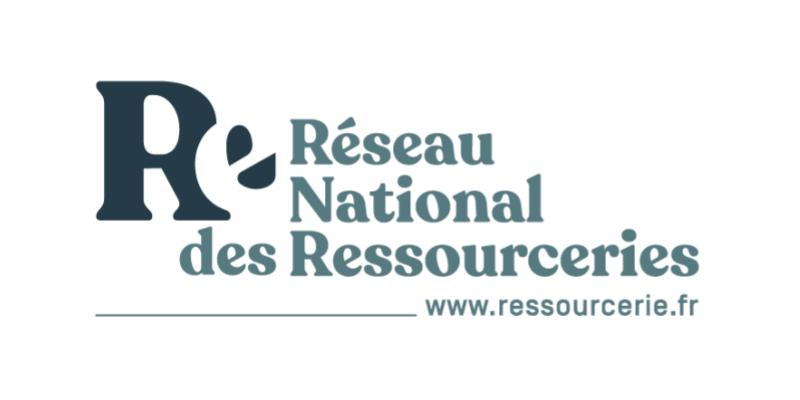 Re
Réseau
National
des Ressourceries
www.ressourcerie.fr